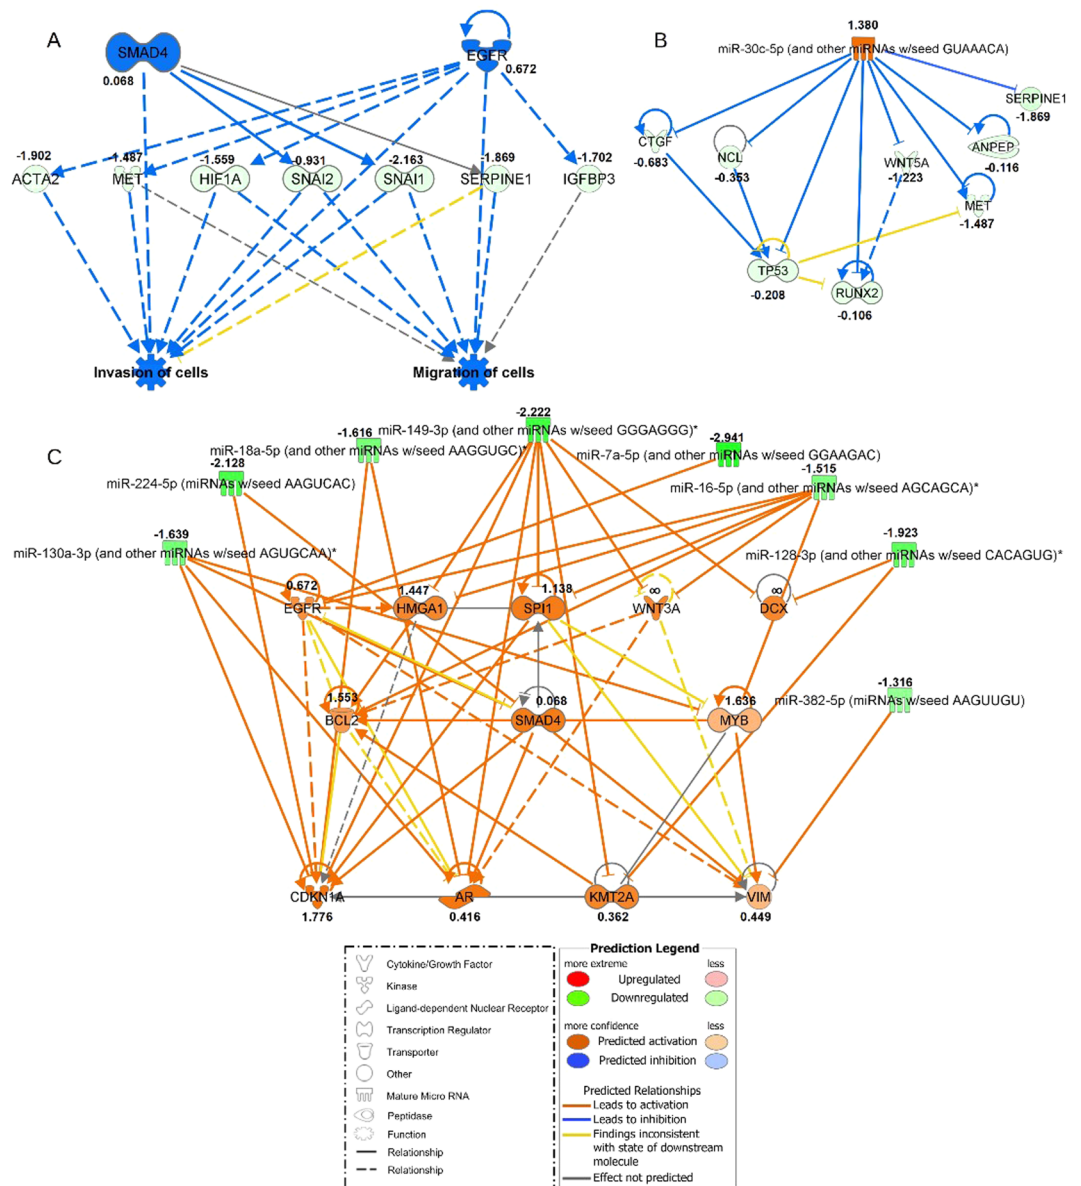 A
SMAD4
0.068
EGFR
0.672
-1.902
ACTA2
-1.487
MET
-1.559
HIF1A
-0.931
SNAI2
-2.163
SNAI1
-1.869
SERPINE1
-1.702
IGFBP3
Invasion of cells
Migration of cells
B
1.380
miR-30c-5p (and other miRNAs w/seed GUAAACA)
SERPINE1
-1.869
CTGF
-0.683
NCL
-0.353
WNT5A
-1.223
ANPEP
-0.116
MET
-1.487
TP53
-0.208
RUNX2
-0.106
C
-2.222
miR-149-3p (and other miRNAs w/seed GGGAGGG)*
-1.616
miR-18a-5p (and other miRNAs w/seed AAGGUGC)*
-2.941
miR-7a-5p (and other miRNAs w/seed GGAAGAC)
-2.128
miR-224-5p (miRNAs w/seed AAGUCAC)
-1.515
miR-16-5p (and other miRNAs w/seed AGCAGCA)*
-1.639
miR-130a-3p (and other miRNAs w/seed AGUGCAA)*
-1.923
miR-128-3p (and other miRNAs w/seed CACAGUG)*
0.672
EGFR
1.447
HMGA1
1.138
SPI1
∞
WNT3A
∞
DCX
1.553
BCL2
0.068
SMAD4
1.636
MYB
-1.316
miR-382-5p (miRNAs w/seed AAGUUGU)
CDKN1A
1.776
AR
0.416
KMT2A
0.362
VIM
0.449
Cytokine/Growth Factor
Kinase
Ligand-dependent Nuclear Receptor
Transcription Regulator
Transporter
Other
Mature Micro RNA
Peptidase
Function
Relationship
Relationship
Prediction Legend
more extreme less
Upregulated
Downregulated
more confidence less
Predicted activation
Predicted inhibition
Predicted Relationships
Leads to activation
Leads to inhibition
Findings inconsistent
with state of downstream
molecule
Effect not predicted